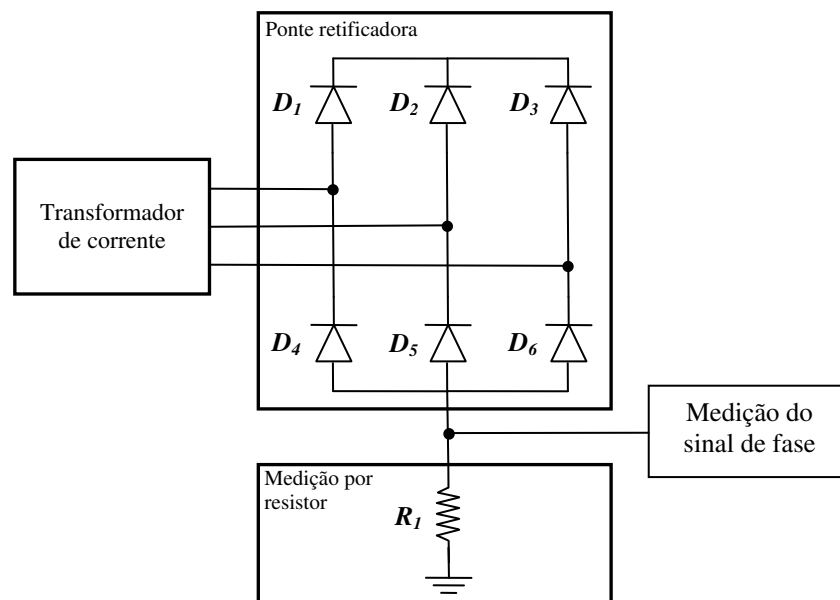 Ponte retificadora
D1
D2
D3
Transformador
de corrente
D4
D5
D6
Medição do
sinal de fase
Medição por
resistor
R1